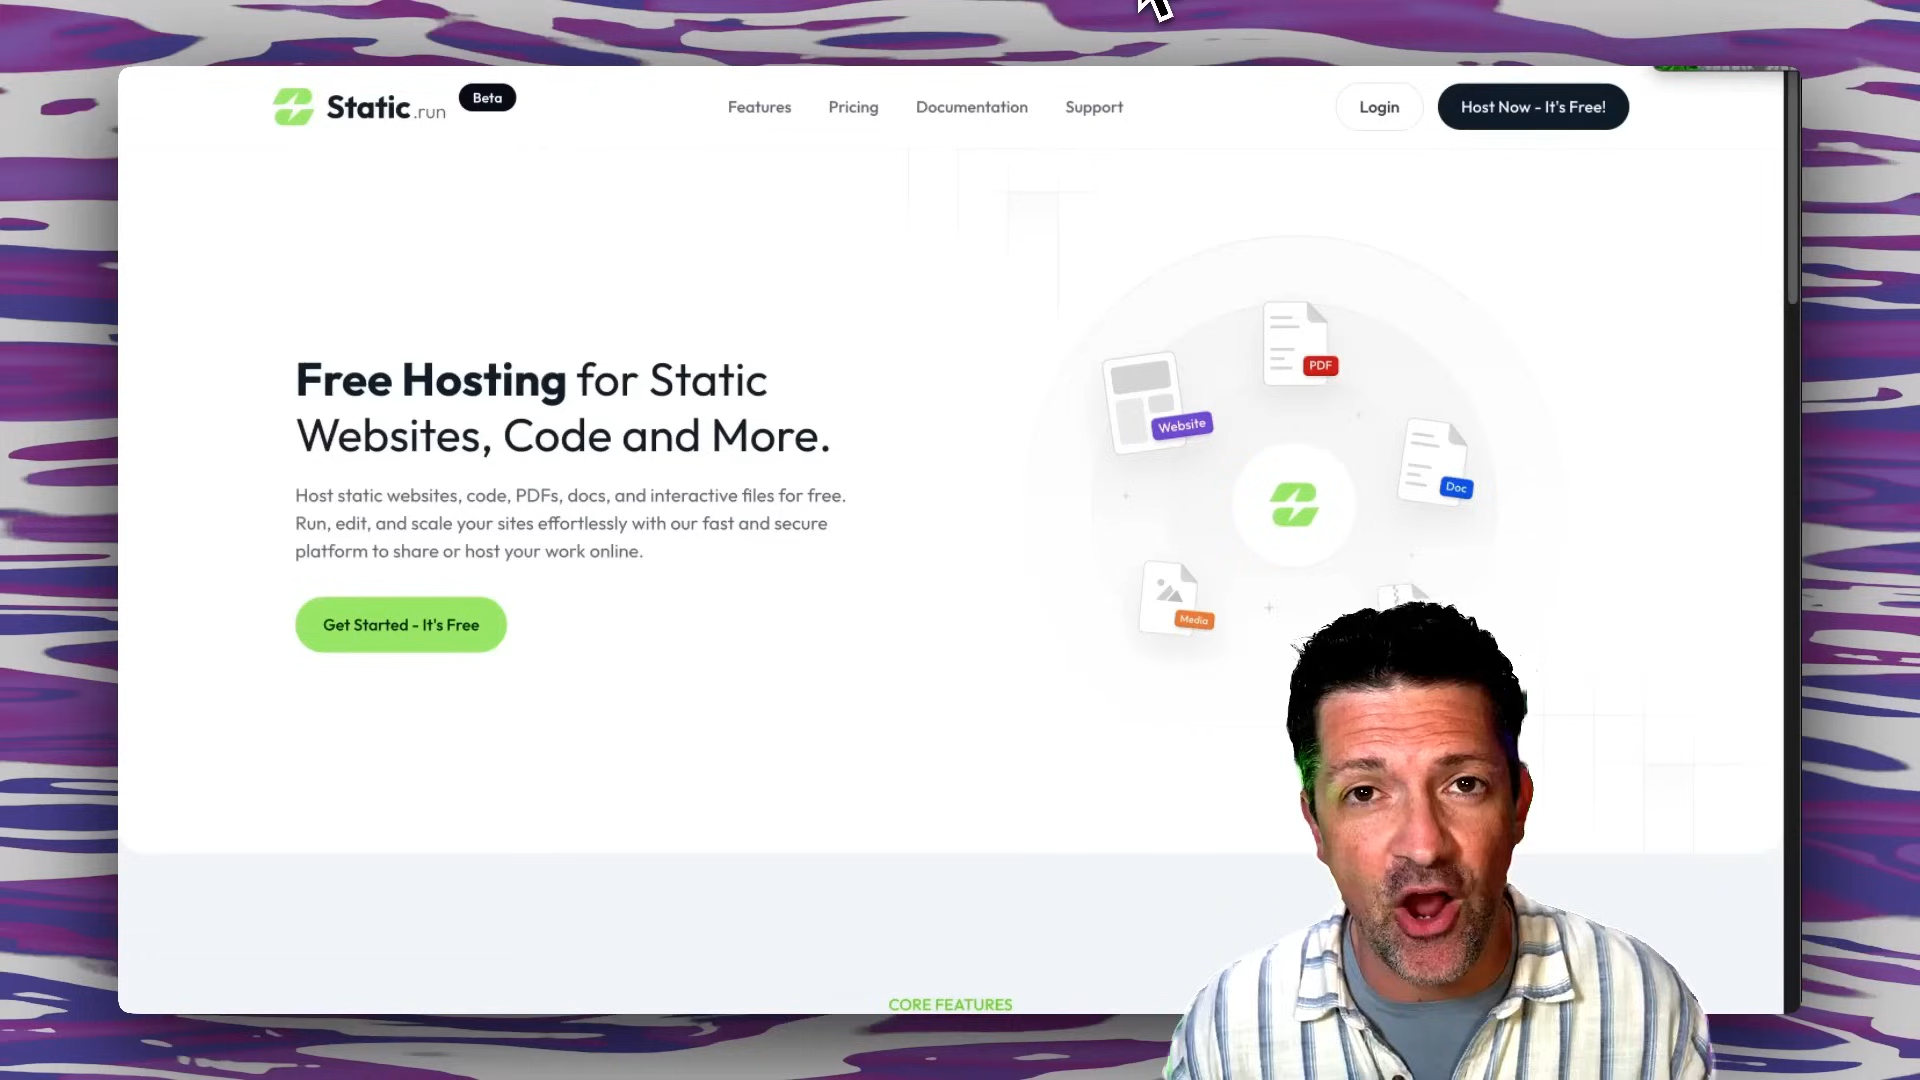 Static.run
Beta
Features
Pricing
Documentation
Support
Login
Host Now - It's Free!
Free Hosting for Static
Websites, Code and More.
Host static websites, code, PDFs, docs, and interactive files for free.
Run, edit, and scale your sites effortlessly with our fast and secure
platform to share or host your work online.
Get Started - It's Free
PDF
Website
Doc
Media
CORE FEATURES